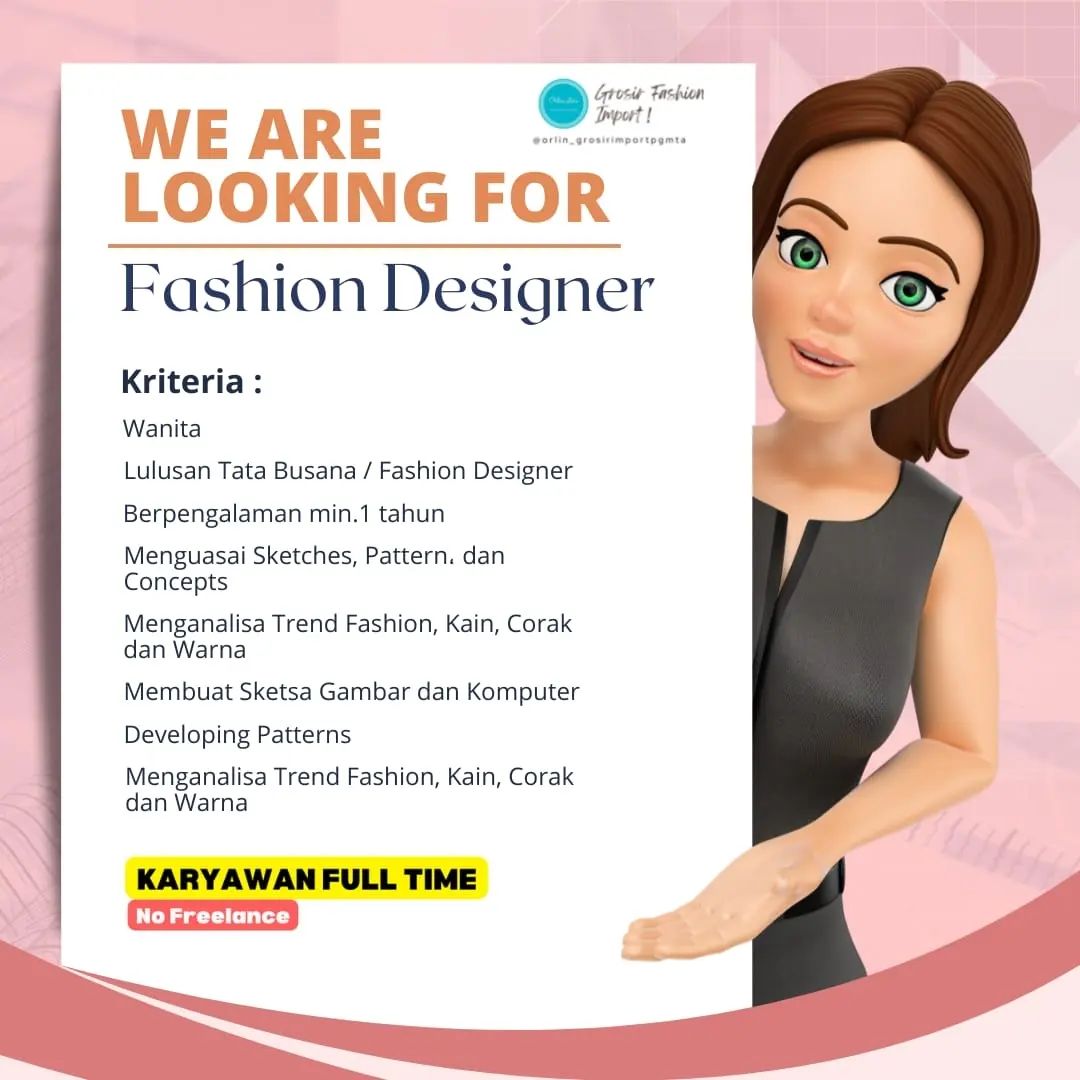 Grosir Fashion
Import !
@orlin_grosirimportpgmta
WE ARE
LOOKING FOR
Fashion Designer
Kriteria :
Wanita
Lulusan Tata Busana / Fashion Designer
Berpengalaman min.1 tahun
Menguasai Sketches, Pattern، dan
Concepts
Menganalisa Trend Fashion, Kain, Corak
dan Warna
Membuat Sketsa Gambar dan Komputer
Developing Patterns
Menganalisa Trend Fashion, Kain, Corak
dan Warna
KARYAWAN FULL TIME
No Freelance